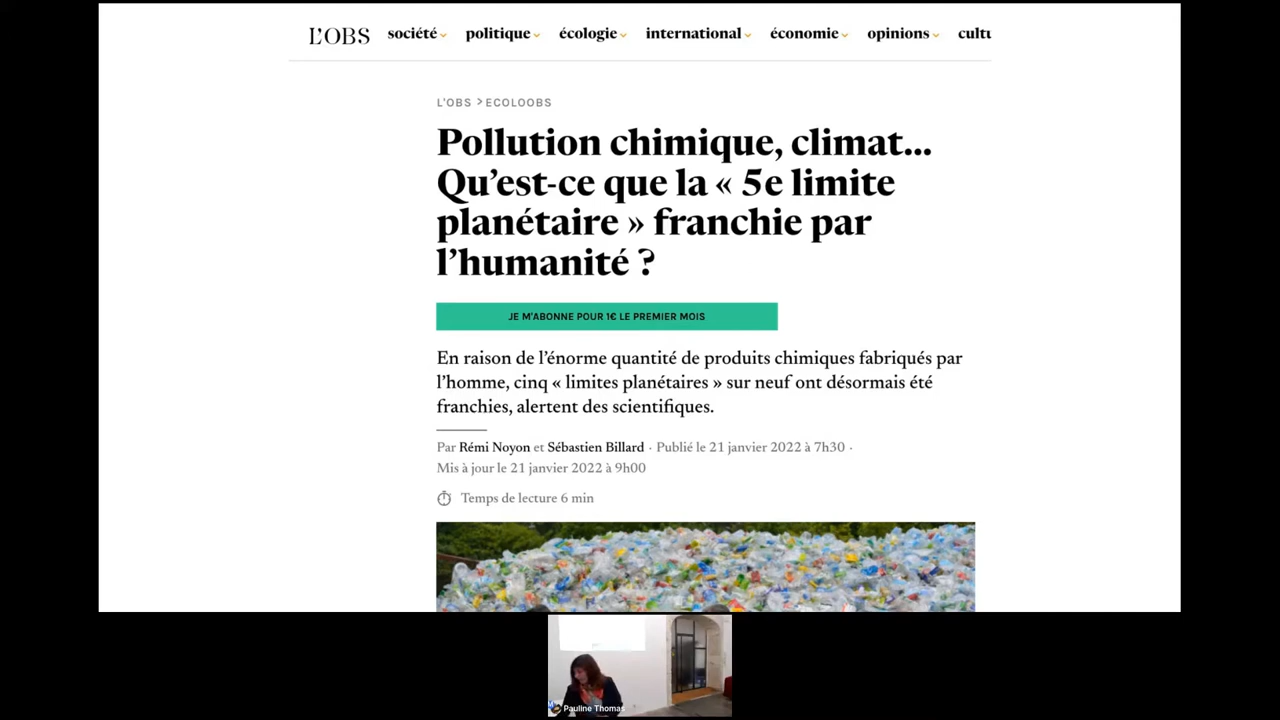 L'OBS société politique écologie international économie opinions cultu
L'OBS > ECOLOOBS
Pollution chimique, climat...
Qu'est-ce que la « 5e limite
planétaire » franchie par
l'humanité ?
JE M'ABONNE POUR 1€ LE PREMIER MOIS
En raison de l'énorme quantité de produits chimiques fabriqués par
l'homme, cinq « limites planétaires » sur neuf ont désormais été
franchies, alertent des scientifiques.
Par Rémi Noyon et Sébastien Billard · Publié le 21 janvier 2022 à 7h30 ·
Mis à jour le 21 janvier 2022 à 9h00
Temps de lecture 6 min
Pauline Thomas